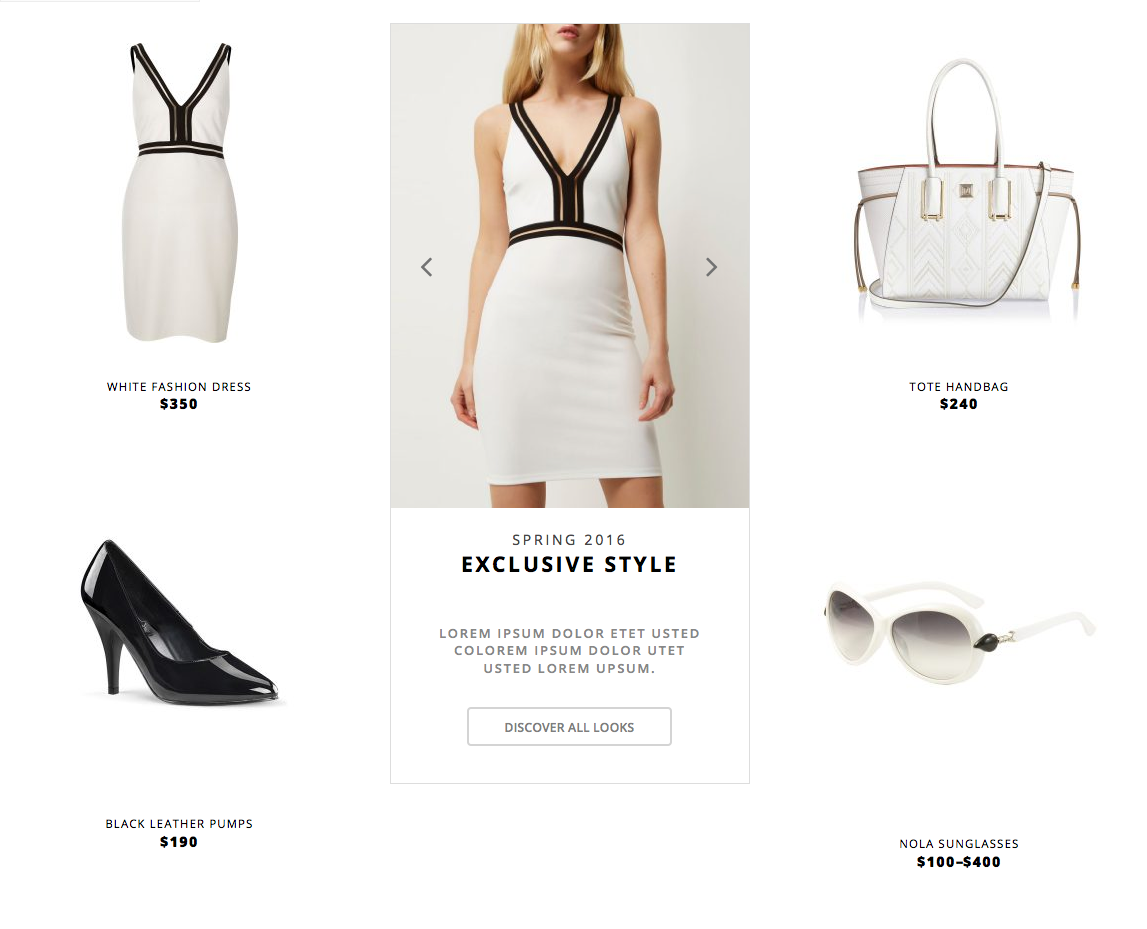 WHITE FASHION DRESS
$350
TOTE HANDBAG
$240
SPRING 2016
EXCLUSIVE STYLE
LOREM IPSUM DOLOR ETET USTED
COLOREM IPSUM DOLOR UTET
USTED LOREM UPSUM.
DISCOVER ALL LOOKS
BLACK LEATHER PUMPS
$190
NOLA SUNGLASSES
$100–$400